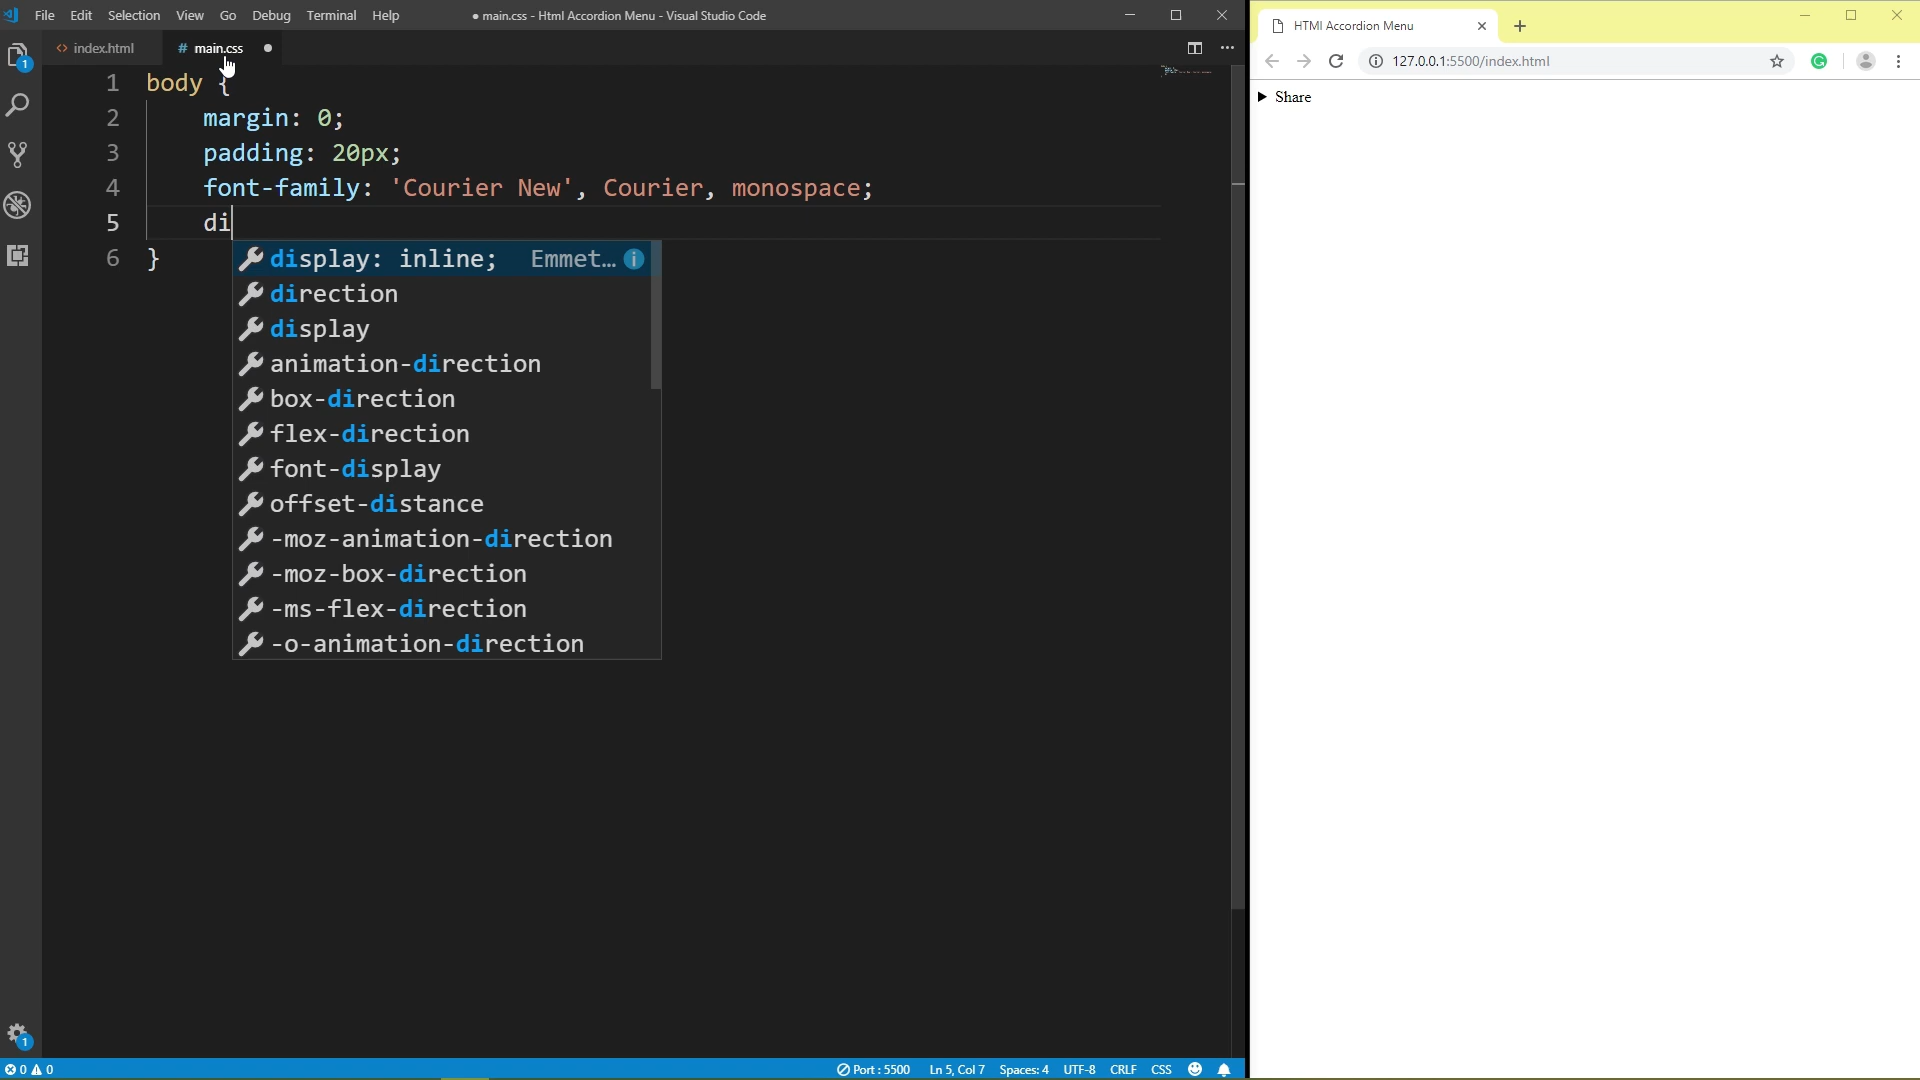 File Edit Selection View Go Debug Terminal Help ● main.css - Html Accordion Menu - Visual Studio Code
<> index.html # main.css ●
1 body {
2 margin: 0;
3 padding: 20px;
4 font-family: 'Courier New', Courier, monospace;
5 di
6 }
display: inline; Emmet…
direction
display
animation-direction
box-direction
flex-direction
font-display
offset-distance
-moz-animation-direction
-moz-box-direction
-ms-flex-direction
-o-animation-direction
1
1
0 0 Port : 5500 Ln 5, Col 7 Spaces: 4 UTF-8 CRLF CSS
HTMl Accordion Menu
127.0.0.1:5500/index.html
▶ Share